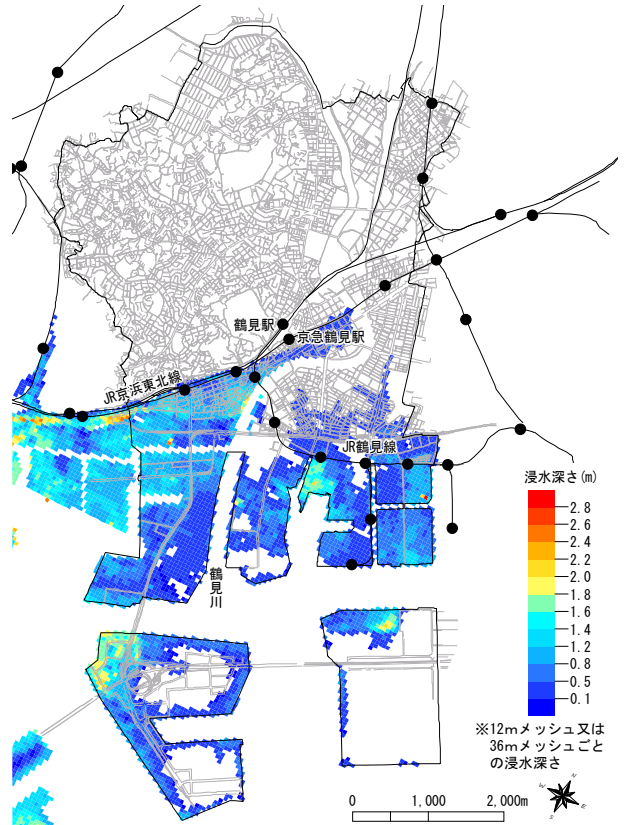 鶴見駅
京急鶴見駅
JR京浜東北線
JR鶴見線
鶴見川
浸水深さ(m)
2.8
2.6
2.4
2.2
2.0
1.8
1.6
1.4
1.2
0.8
0.5
0.1
※12mメッシュ又は
36mメッシュごと
の浸水深さ
0 1,000 2,000m
N
E
S
W